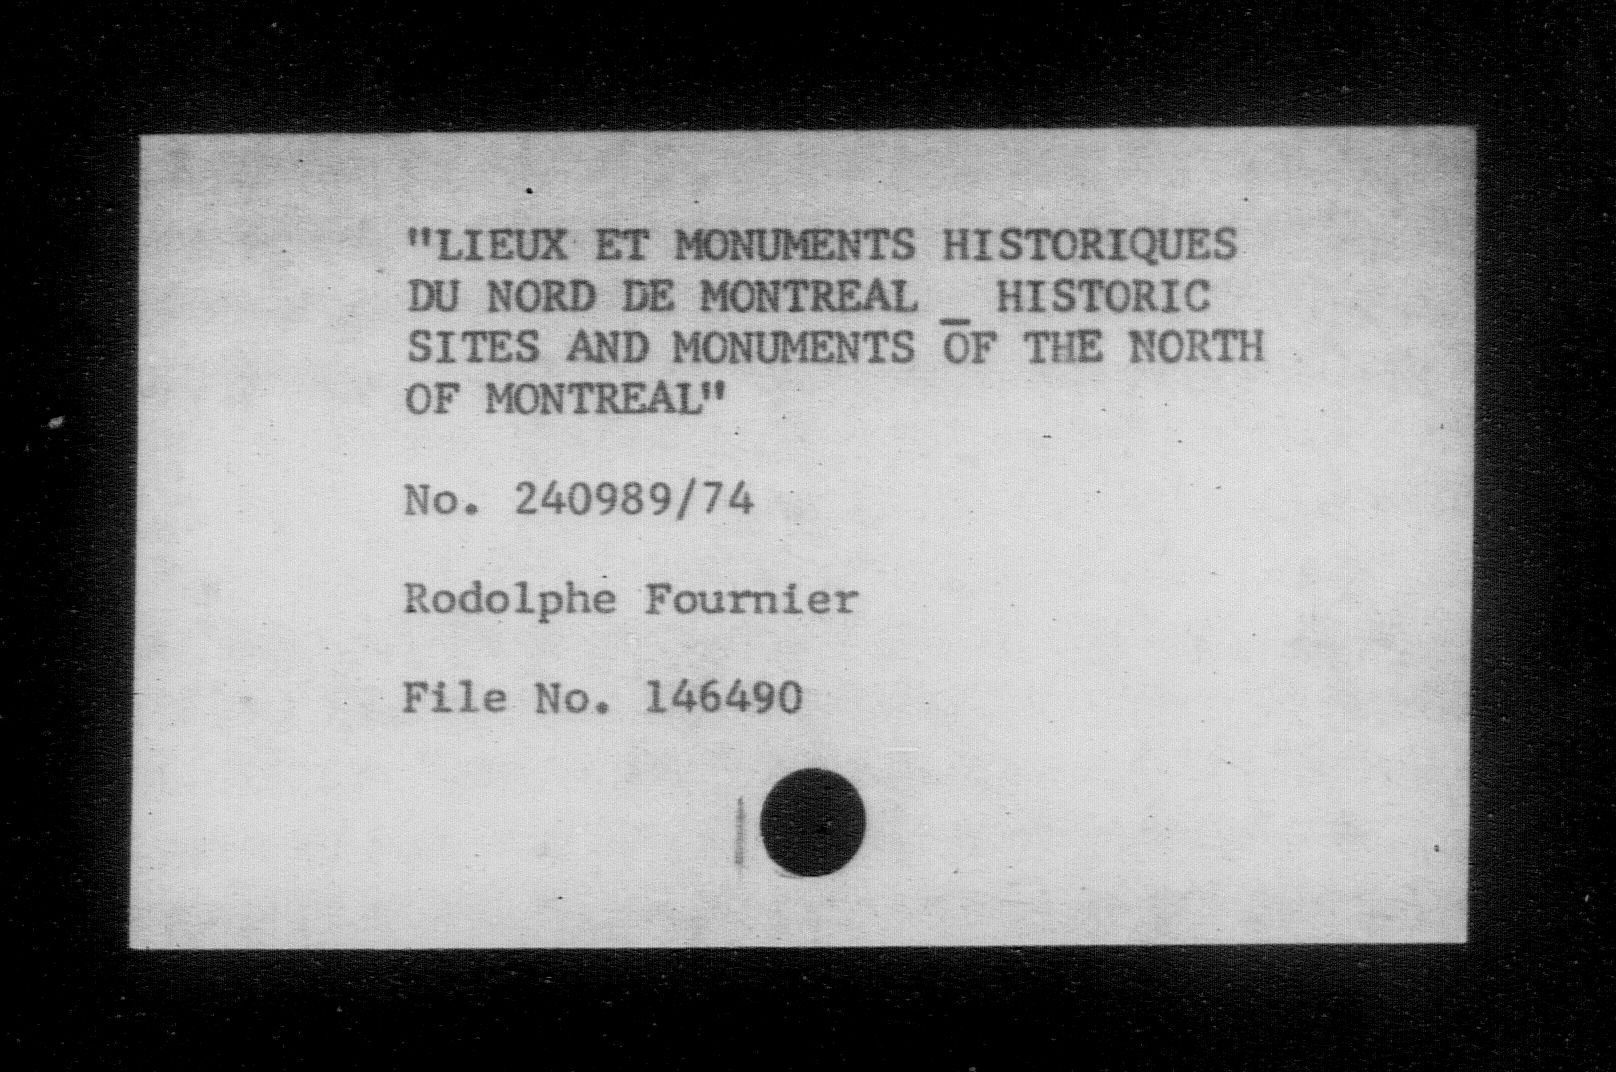 "LIEUX ET MONUMENTS HISTORIQUES
DU NORD DE MONTREAL _ HISTORIC
SITES AND MONUMENTS OF THE NORTH
OF MONTREAL"
No. 240989/74
Rodolphe Fournier
File No. 146490